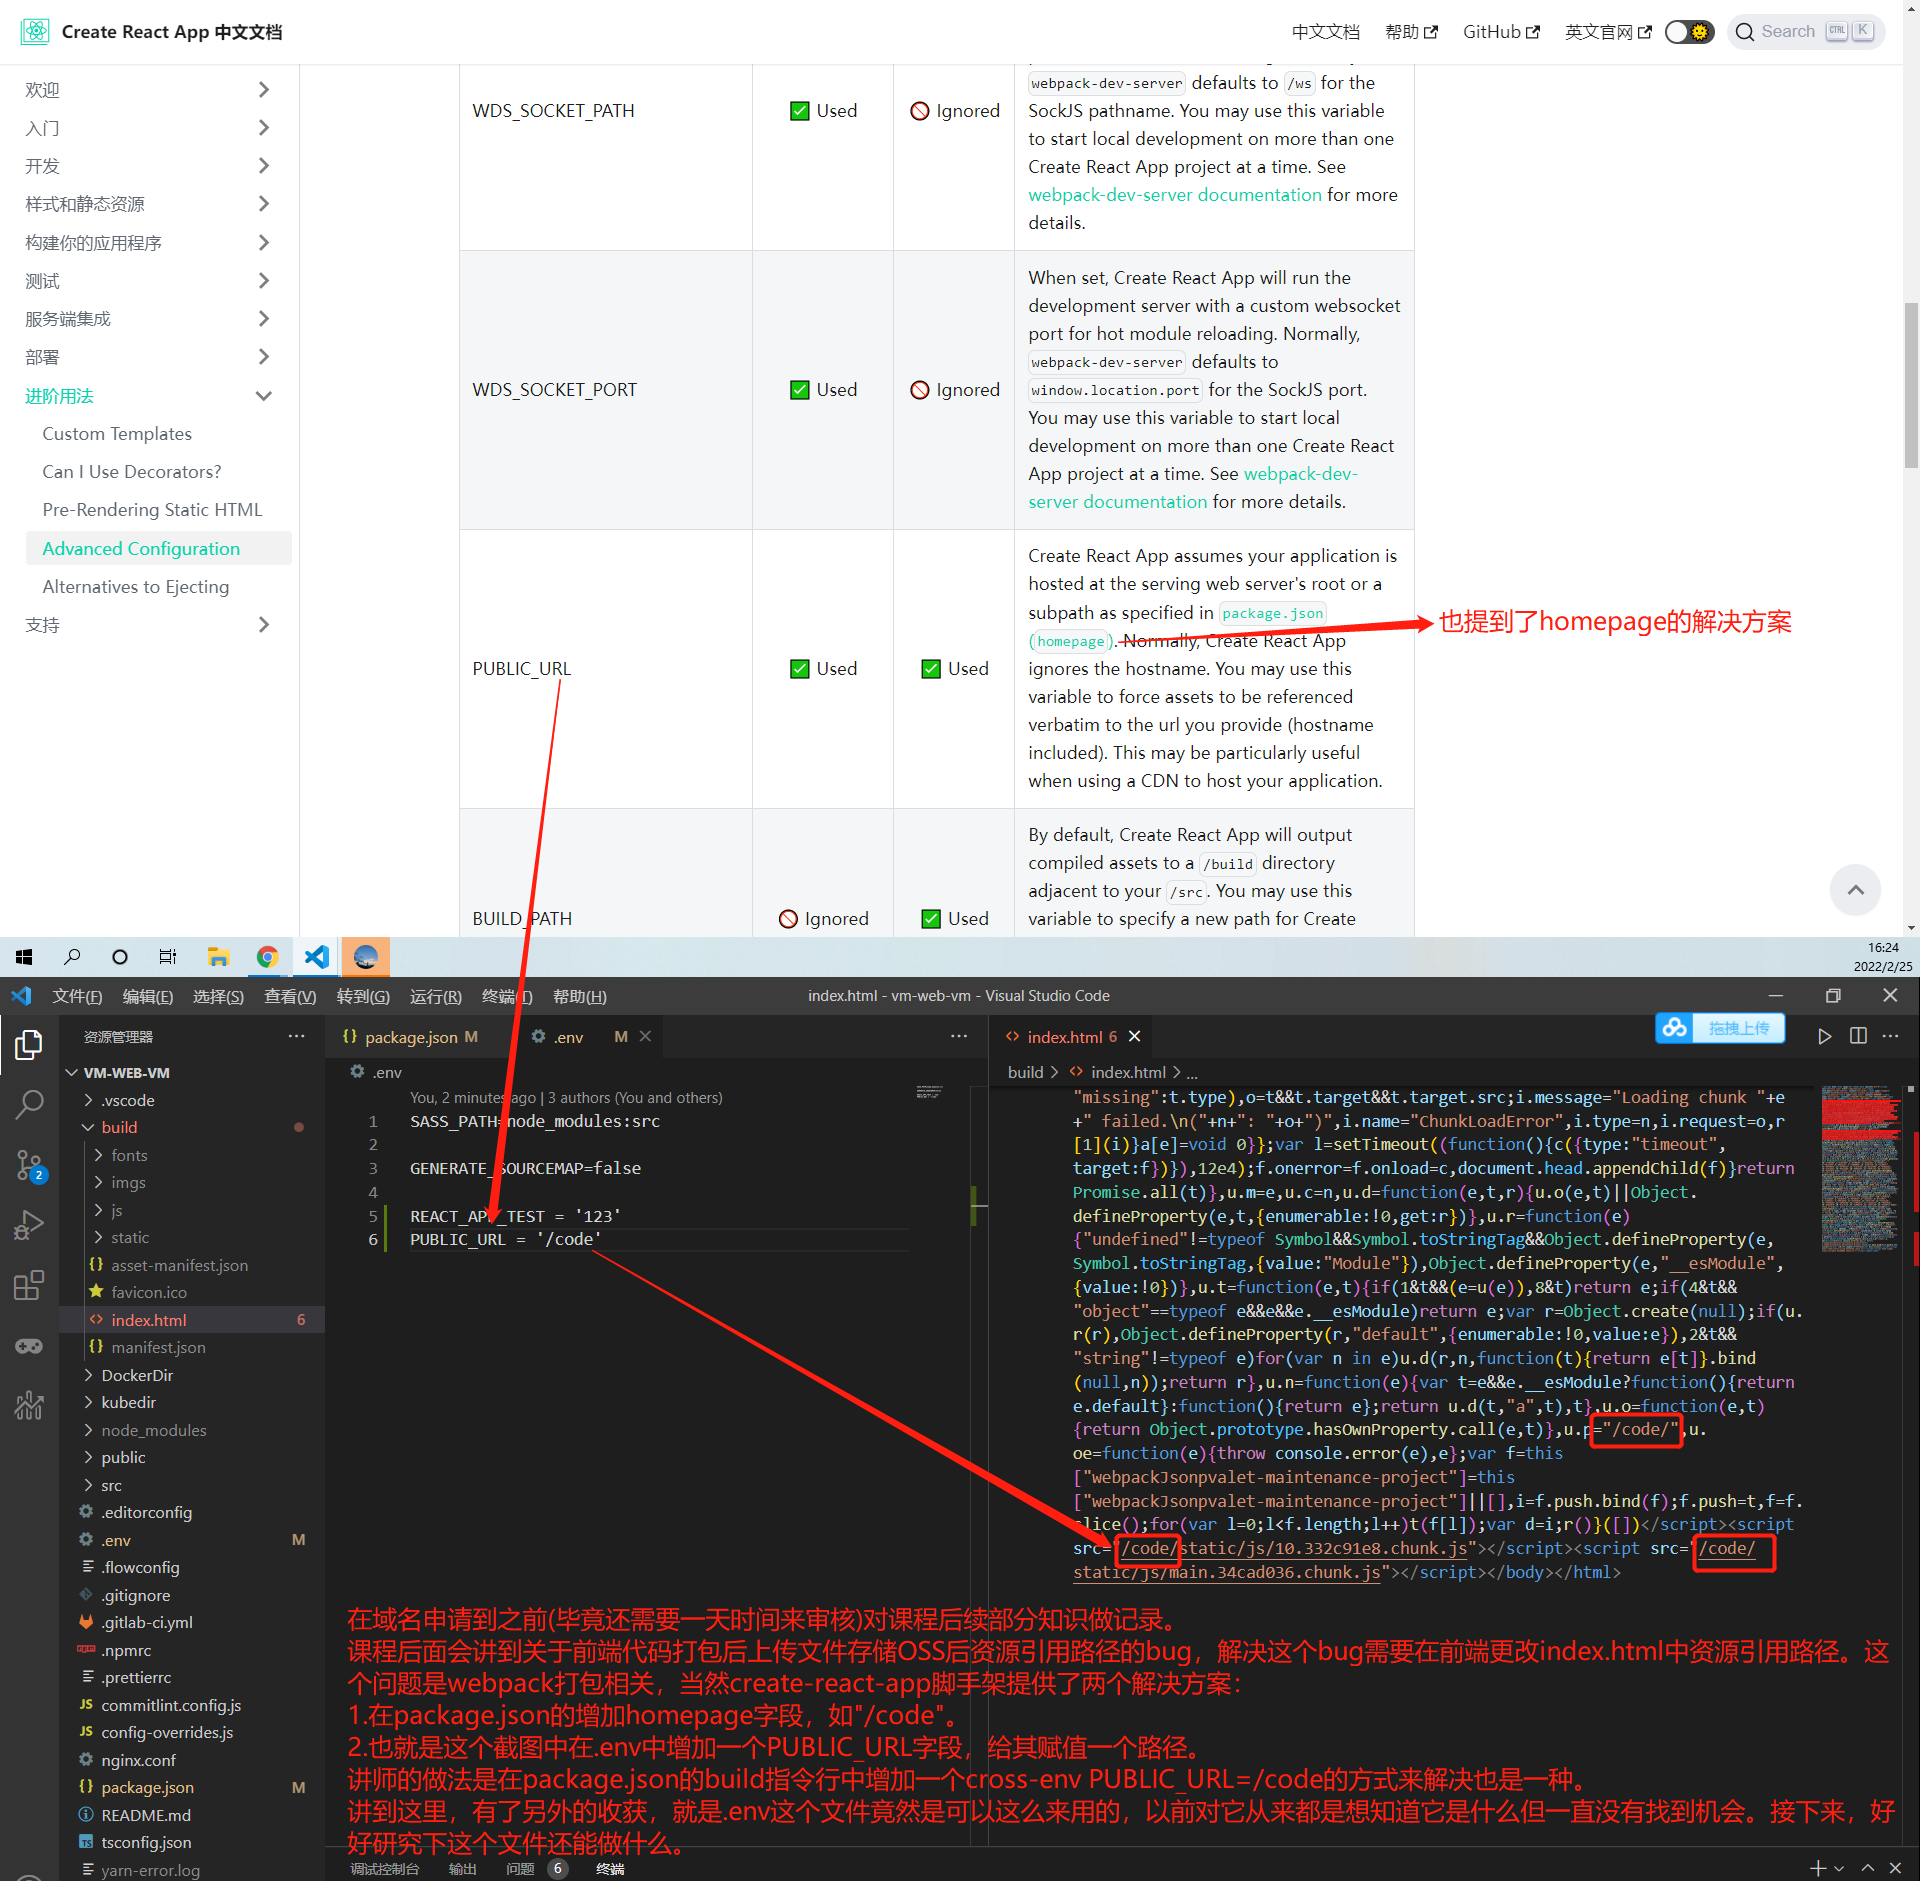 Create React App 中文文档
中文文档 帮助 GitHub 英文官网 Search CTRL K
欢迎
入门
开发
样式和静态资源
构建你的应用程序
测试
服务端集成
部署
进阶用法
Custom Templates
Can I Use Decorators?
Pre-Rendering Static HTML
Advanced Configuration
Alternatives to Ejecting
支持
WDS_SOCKET_PATH Used Ignored
webpack-dev-server defaults to /ws for the
SockJS pathname. You may use this variable
to start local development on more than one
Create React App project at a time. See
webpack-dev-server documentation for more
details.
WDS_SOCKET_PORT Used Ignored
When set, Create React App will run the
development server with a custom websocket
port for hot module reloading. Normally,
webpack-dev-server defaults to
window.location.port for the SockJS port.
You may use this variable to start local
development on more than one Create React
App project at a time. See webpack-dev-
server documentation for more details.
PUBLIC_URL Used Used
Create React App assumes your application is
hosted at the serving web server's root or a
subpath as specified in package.json
(homepage). Normally, Create React App
ignores the hostname. You may use this
variable to force assets to be referenced
verbatim to the url you provide (hostname
included). This may be particularly useful
when using a CDN to host your application.
也提到了homepage的解决方案
BUILD_PATH Ignored Used
By default, Create React App will output
compiled assets to a /build directory
adjacent to your /src. You may use this
variable to specify a new path for Create
16:24
2022/2/25
文件(F) 编辑(E) 选择(S) 查看(V) 转到(G) 运行(R) 终端(T) 帮助(H) index.html - vm-web-vm - Visual Studio Code
资源管理器
VM-WEB-VM
.vscode
build
fonts
imgs
js
static
asset-manifest.json
favicon.ico
index.html 6
manifest.json
DockerDir
kubedir
node_modules
public
src
.editorconfig
.env M
.flowconfig
.gitignore
.gitlab-ci.yml
.npmrc
.prettierrc
commitlint.config.js
config-overrides.js
nginx.conf
package.json M
README.md
tsconfig.json
yarn-error.log
2
package.json M .env M
.env
You, 2 minutes ago | 3 authors (You and others)
1 SASS_PATH=node_modules:src
2
3 GENERATE_SOURCEMAP=false
4
5 REACT_APP_TEST = '123'
6 PUBLIC_URL = '/code'
index.html 6
拖拽上传
build > index.html > ...
"missing":t.type),o=t&&t.target&&t.target.src;i.message="Loading chunk "+e
+" failed.\n("+n+": "+o+")",i.name="ChunkLoadError",i.type=n,i.request=o,r
[1](i)}a[e]=void 0}};var l=setTimeout((function(){c({type:"timeout",
target:f})}),12e4);f.onerror=f.onload=c,document.head.appendChild(f)}return
Promise.all(t)},u.m=e,u.c=n,u.d=function(e,t,r){u.o(e,t)||Object.
defineProperty(e,t,{enumerable:!0,get:r})},u.r=function(e)
{"undefined"!=typeof Symbol&&Symbol.toStringTag&&Object.defineProperty(e,
Symbol.toStringTag,{value:"Module"}),Object.defineProperty(e,"__esModule",
{value:!0})},u.t=function(e,t){if(1&t&&(e=u(e)),8&t)return e;if(4&t&&
"object"==typeof e&&e&&e.__esModule)return e;var r=Object.create(null);if(u.
r(r),Object.defineProperty(r,"default",{enumerable:!0,value:e}),2&t&&
"string"!=typeof e)for(var n in e)u.d(r,n,function(t){return e[t]}.bind
(null,n));return r},u.n=function(e){var t=e&&e.__esModule?function(){return
e.default}:function(){return e};return u.d(t,"a",t),t},u.o=function(e,t)
{return Object.prototype.hasOwnProperty.call(e,t)},u.p="/code/",u.
oe=function(e){throw console.error(e),e};var f=this
["webpackJsonpvalet-maintenance-project"]=this
["webpackJsonpvalet-maintenance-project"]||[],i=f.push.bind(f);f.push=t,f=f.
slice();for(var l=0;l<f.length;l++)t(f[l]);var d=i;r()}([])</script><script
src="/code/static/js/10.332c91e8.chunk.js"></script><script src="/code/
static/js/main.34cad036.chunk.js"></script></body></html>
在域名申请到之前(毕竟还需要一天时间来审核)对课程后续部分知识做记录。
课程后面会讲到关于前端代码打包后上传文件存储OSS后资源引用路径的bug，解决这个bug需要在前端更改index.html中资源引用路径。这
个问题是webpack打包相关，当然create-react-app脚手架提供了两个解决方案：
1.在package.json的增加homepage字段，如"/code"。
2.也就是这个截图中在.env中增加一个PUBLIC_URL字段，给其赋值一个路径。
讲师的做法是在package.json的build指令行中增加一个cross-env PUBLIC_URL=/code的方式来解决也是一种。
讲到这里，有了另外的收获，就是.env这个文件竟然是可以这么来用的，以前对它从来都是想知道它是什么但一直没有找到机会。接下来，好
好研究下这个文件还能做什么。
调试控制台 输出 问题 6 终端